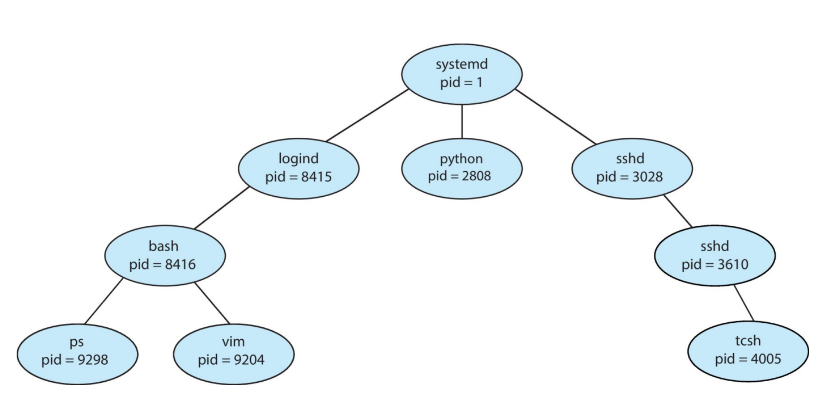 systemd
pid = 1
logind
pid = 8415
python
pid = 2808
sshd
pid = 3028
bash
pid = 8416
sshd
pid = 3610
ps
pid = 9298
vim
pid = 9204
tcsh
pid = 4005